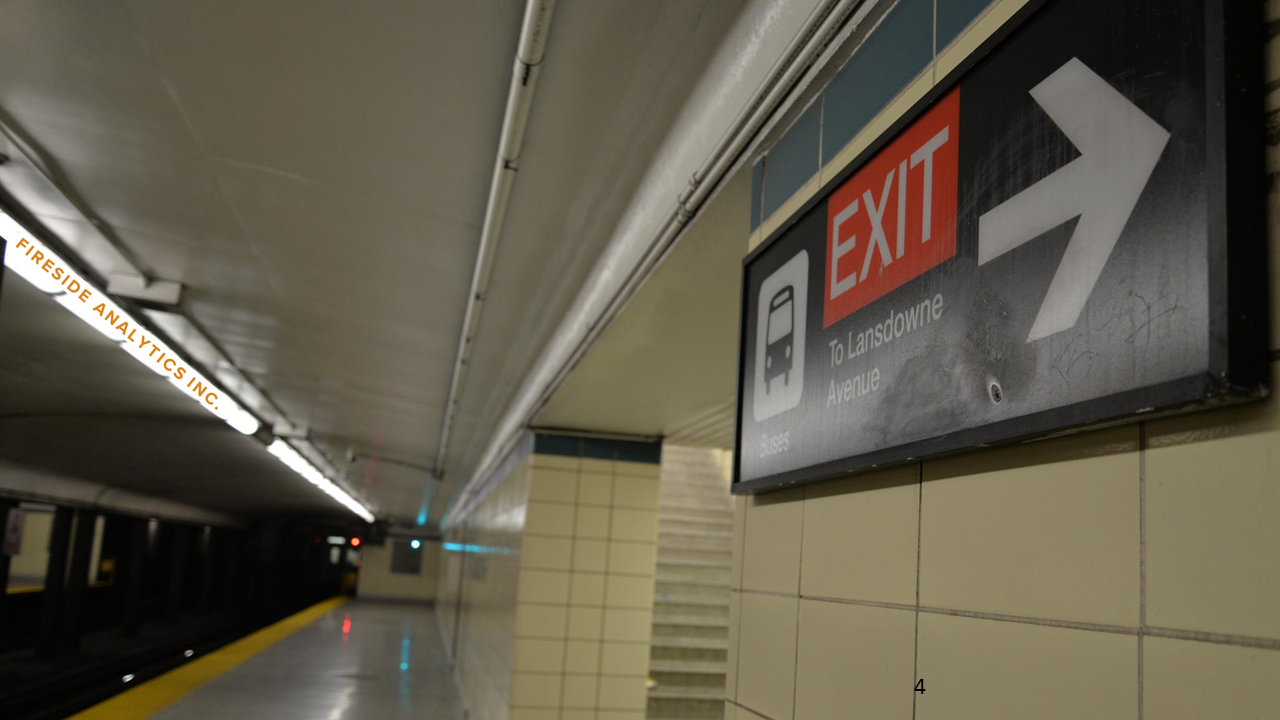 FIRESIDE ANALYTICS INC.
EXIT
To Lansdowne
Avenue
Buses
4